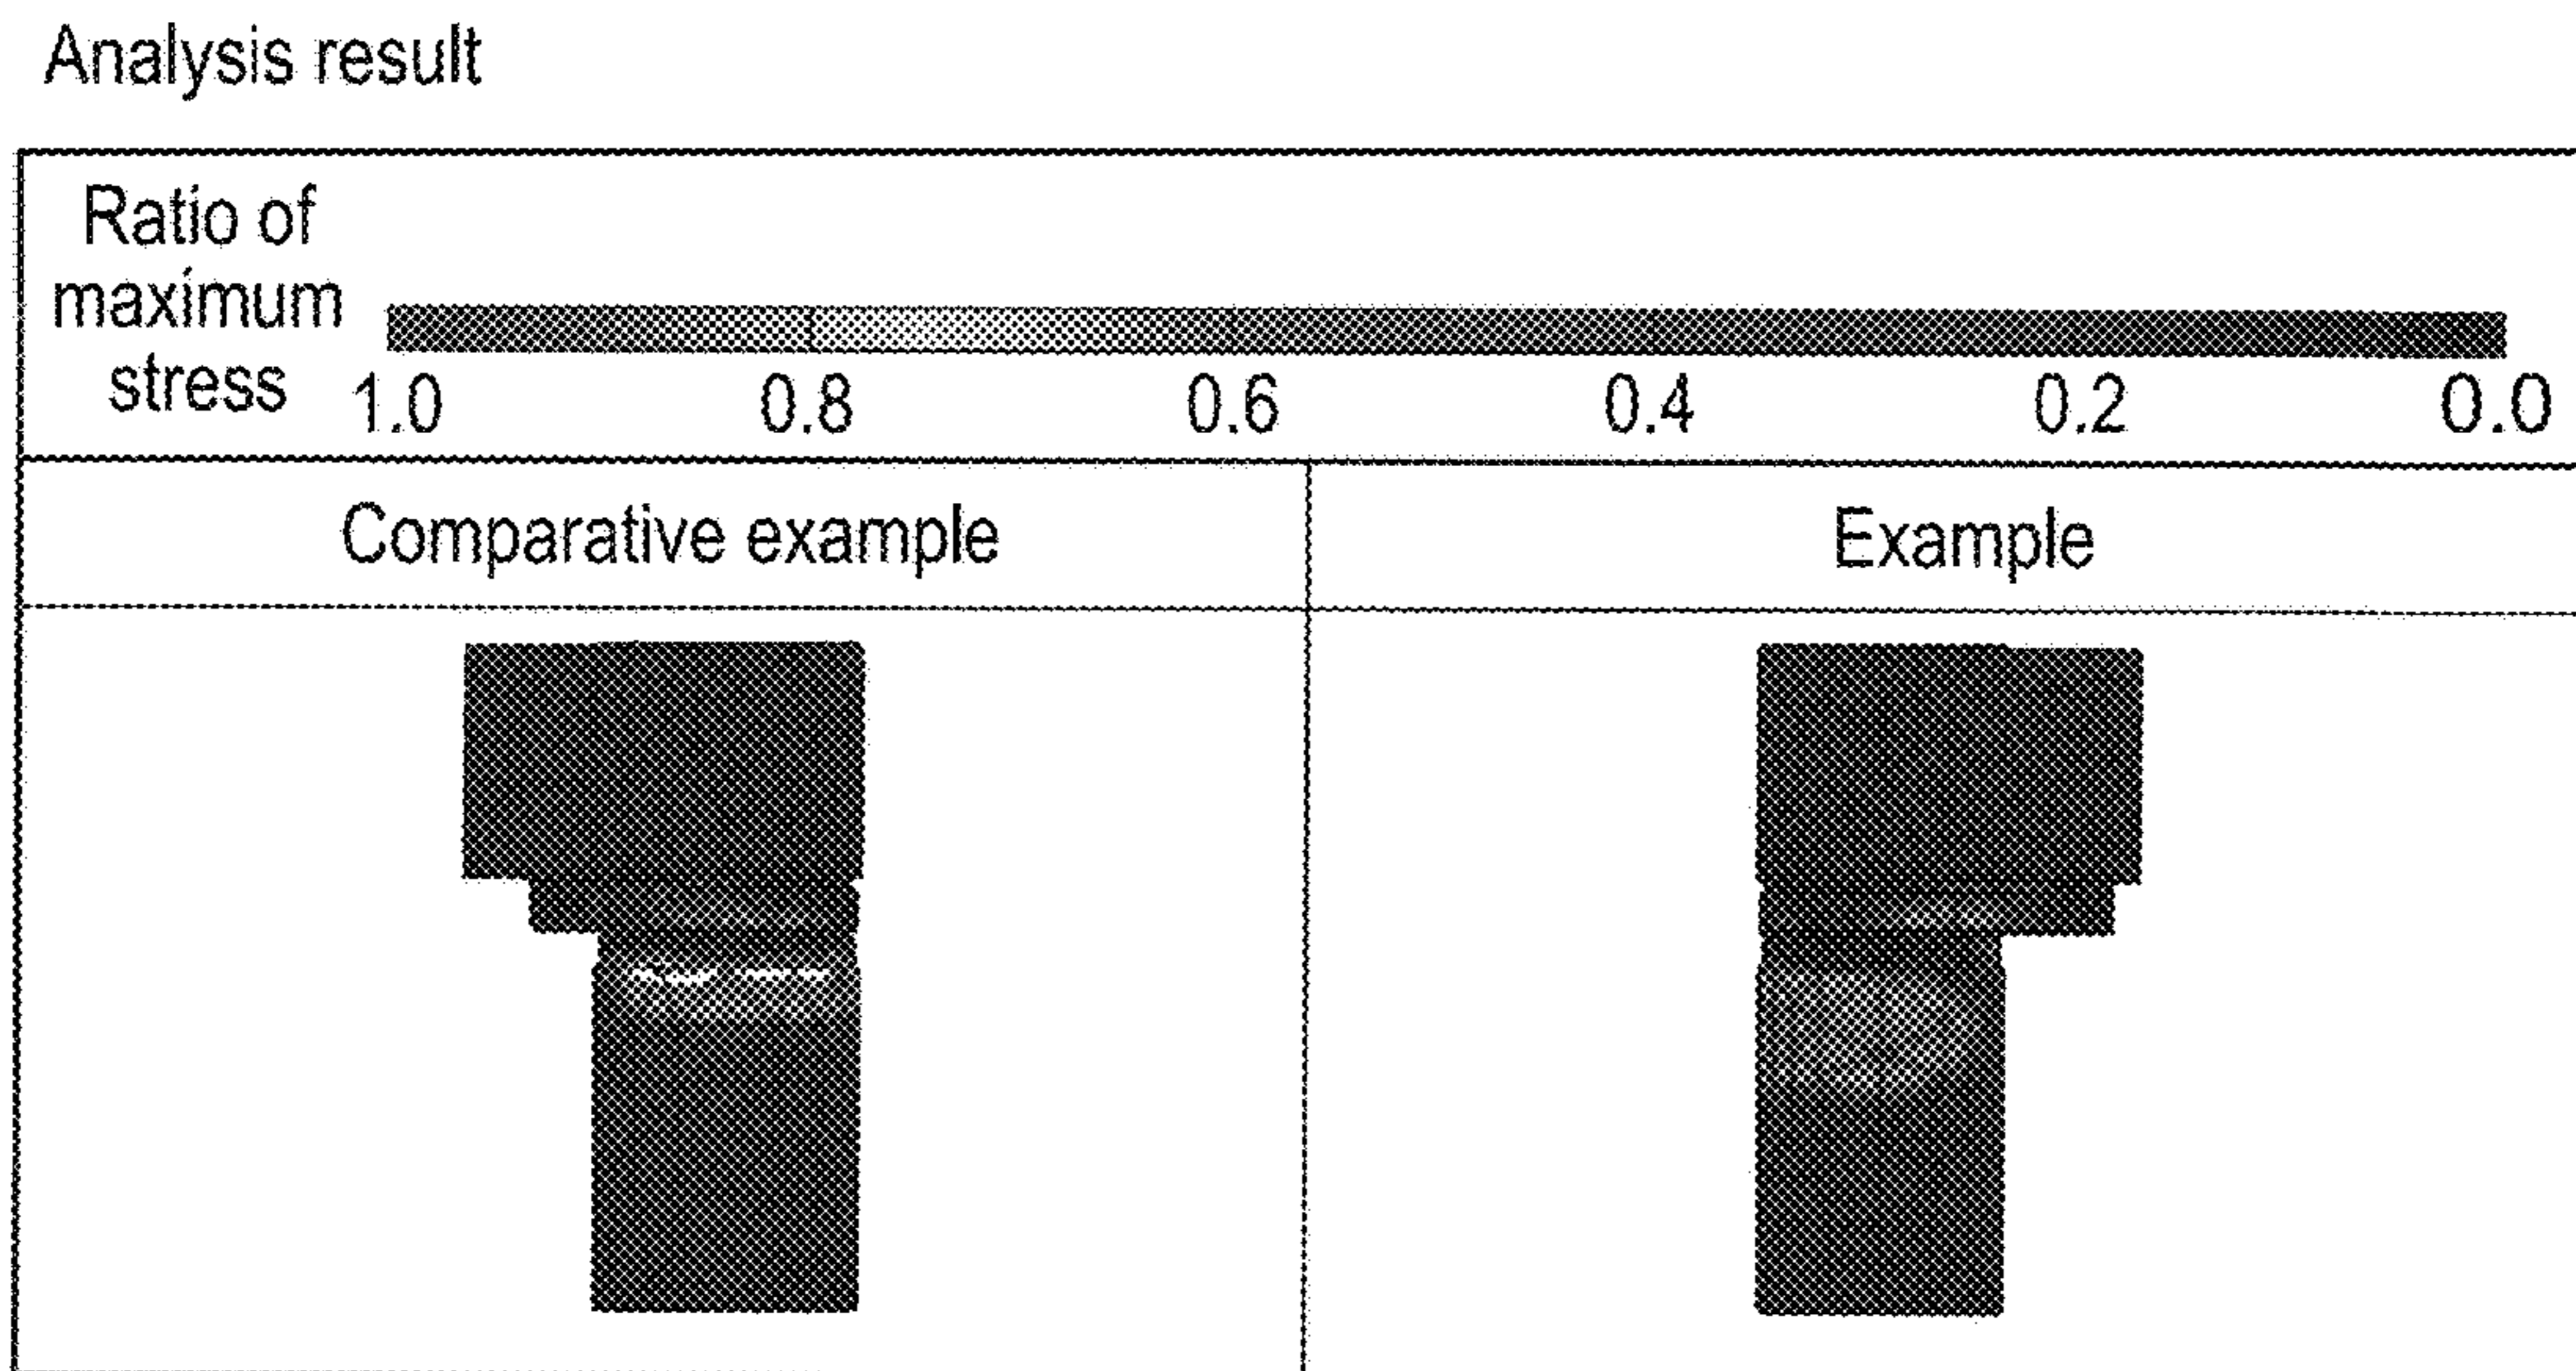 Analysis result
Ratio of
maximum
stress
1.0 0.8 0.6 0.4 0.2 0.0
Comparative example
Example